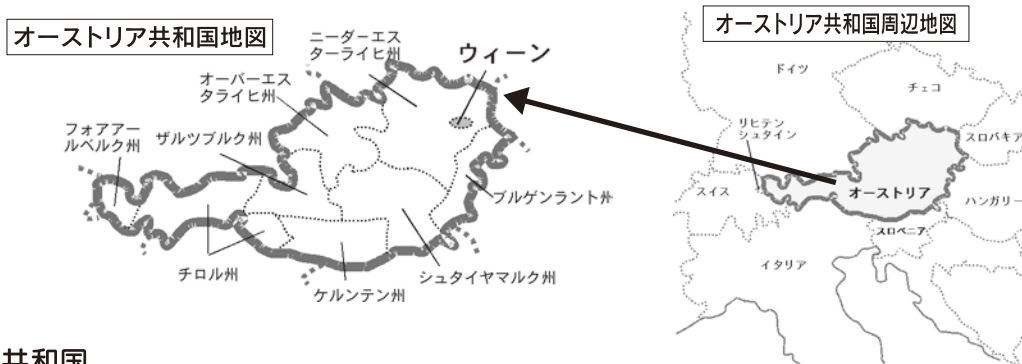 オーストリア共和国地図
ニーダーエス
ターライヒ州
ウィーン
オーバーエス
タライヒ州
フォアアー
ルベルク州
ザルツブルク州
ブルゲンラント州
チロル州
シュタイヤマルク州
ケルンテン州
オーストリア共和国周辺地図
ドイツ
チェコ
リヒテン
シュタイン
スロバキア
スイス
オーストリア
ハンガリー
スロベニア
イタリア
共和国